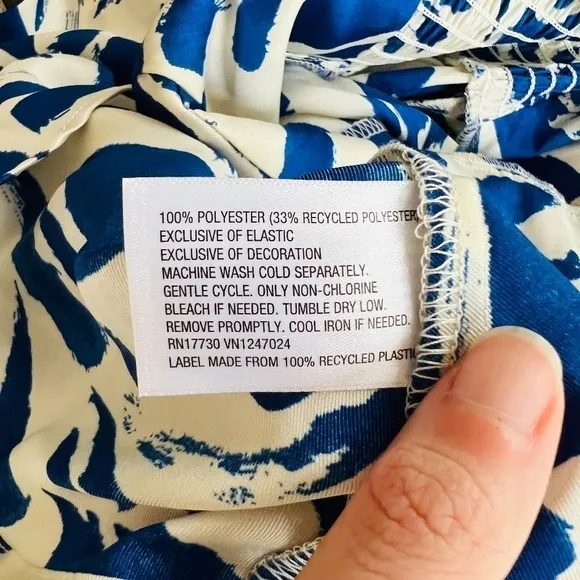 100% POLYESTER (33% RECYCLED POLYESTER)
EXCLUSIVE OF ELASTIC
EXCLUSIVE OF DECORATION
MACHINE WASH COLD SEPARATELY.
GENTLE CYCLE. ONLY NON-CHLORINE
BLEACH IF NEEDED. TUMBLE DRY LOW.
REMOVE PROMPTLY. COOL IRON IF NEEDED.
RN17730 VN1247024
LABEL MADE FROM 100% RECYCLED PLASTIC